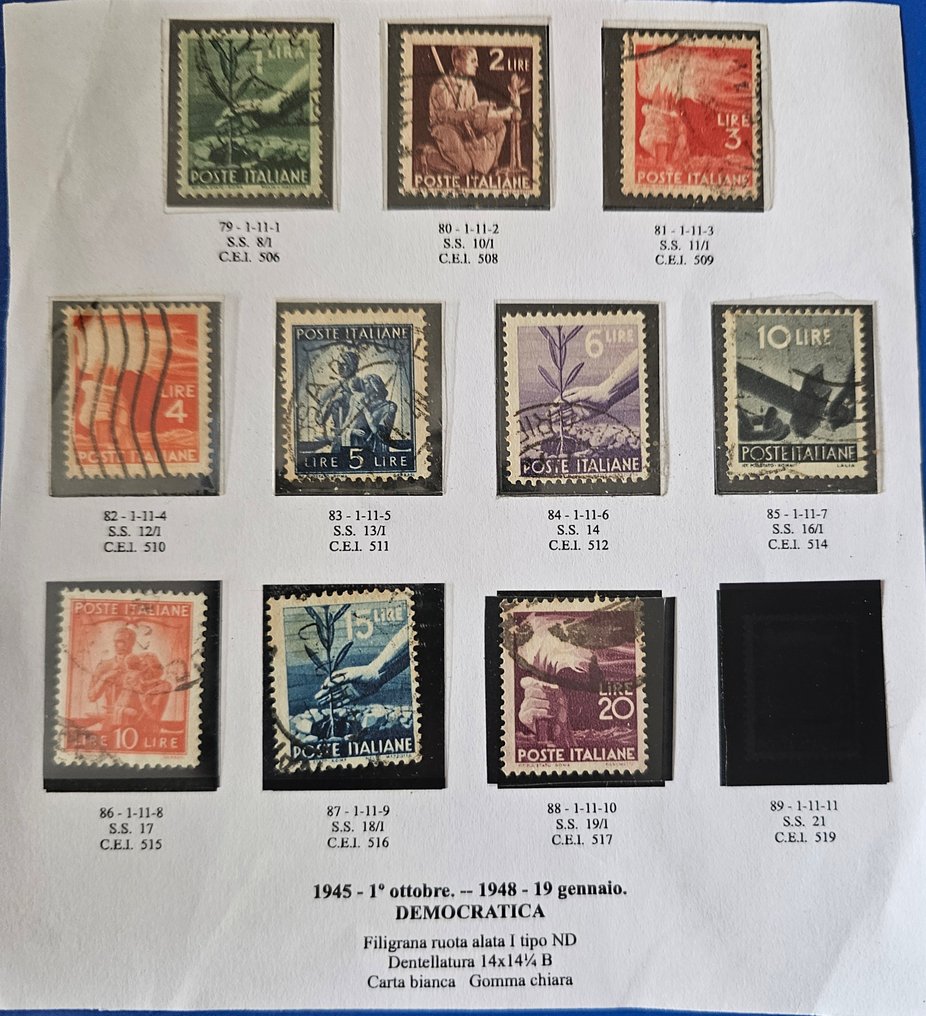 1 LIRE
POSTE ITALIANE
2 LIRE
POSTE ITALIANE
LIRE
3
POSTE ITALIANE
79 - 1-11-1
S.S. 8/I
C.E.I. 506
80 - 1-11-2
S.S. 10/I
C.E.I. 508
81 - 1-11-3
S.S. 11/I
C.E.I. 509
LIRE
4
POSTE ITALIANE
POSTE ITALIANE
LIRE 5 LIRE
6 LIRE
POSTE ITALIANE
10 LIRE
POSTE ITALIANE
82 - 1-11-4
S.S. 12/I
C.E.I. 510
83 - 1-11-5
S.S. 13/I
C.E.I. 511
84 - 1-11-6
S.S. 14
C.E.I. 512
85 - 1-11-7
S.S. 16/I
C.E.I. 514
POSTE ITALIANE
LIRE 10 LIRE
15 LIRE
POSTE ITALIANE
LIRE
20
POSTE ITALIANE
86 - 1-11-8
S.S. 17
C.E.I. 515
87 - 1-11-9
S.S. 18/I
C.E.I. 516
88 - 1-11-10
S.S. 19/I
C.E.I. 517
89 - 1-11-11
S.S. 21
C.E.I. 519
1945 - 1° ottobre. -- 1948 - 19 gennaio.
DEMOCRATICA
Filigrana ruota alata I tipo ND
Dentellatura 14x14¼ B
Carta bianca Gomma chiara